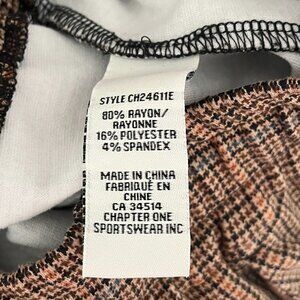 STYLE CH24611E
80% RAYON/
RAYONNE
16% POLYESTER
4% SPANDEX
MADE IN CHINA
FABRIQUÉ EN
CHINE
CA 34514
CHAPTER ONE
SPORTSWEAR INC